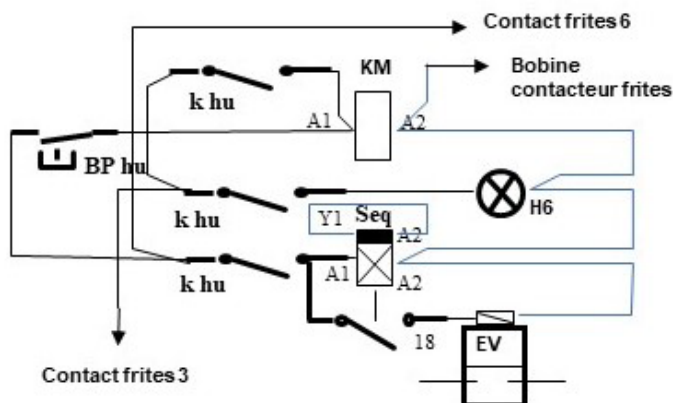 Contact frites 6
KM
Bobine
contacteur frites
k hu
A1
A2
BP hu
k hu
Y1
Seq
A2
H6
k hu
A1
A2
18
EV
Contact frites 3